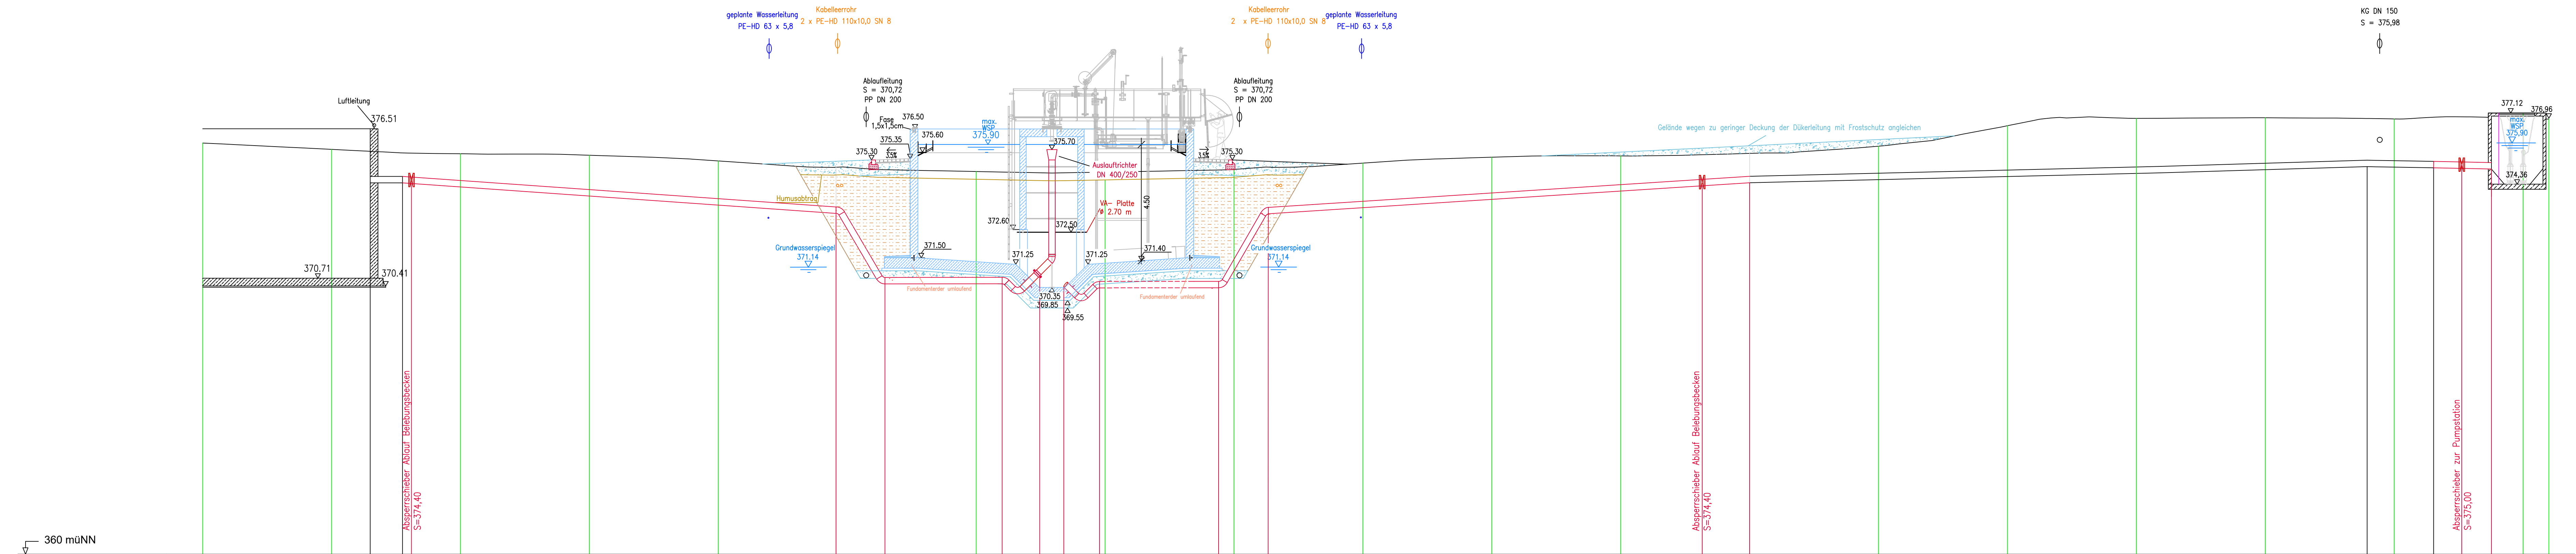 geplante Wasserleitung
PE-HD 63 x 5,8
Kabelleerrohr
2 x PE-HD 110x10,0 SN 8
Kabelleerrohr
2 x PE-HD 110x10,0 SN 8
geplante Wasserleitung
PE-HD 63 x 5,8
KG DN 150
S = 375,98
Ablaufleitung
S = 370,72
PP DN 200
Ablaufleitung
S = 370,72
PP DN 200
Luftleitung
376.51
Fase
1,5x1,5cm
376.50
375.60
375.35
375.30
max.
WSP
375.90
375.70
375.30
Auslauftrichter
DN 400/250
Gelände wegen zu geringer Deckung der Dükerleitung mit Frostschutz angleichen
377.12
376.96
max.
WSP
375,90
374,36
Humusabtrag
VA- Platte
Ø 2.70 m
4.50
372.60
372.50
Grundwasserspiegel
371.14
371.50
371.25
371.25
371.40
Grundwasserspiegel
371.14
370.71
370.41
Fundamenterder umlaufend
370.35
369.85
369.55
Fundamenterder umlaufend
Absperrschieber Ablauf Belebungsbecken
S=374,40
Absperrschieber Ablauf Belebungsbecken
S=374,40
Absperrschieber zur Pumpstation
S=375,00
360 müNN